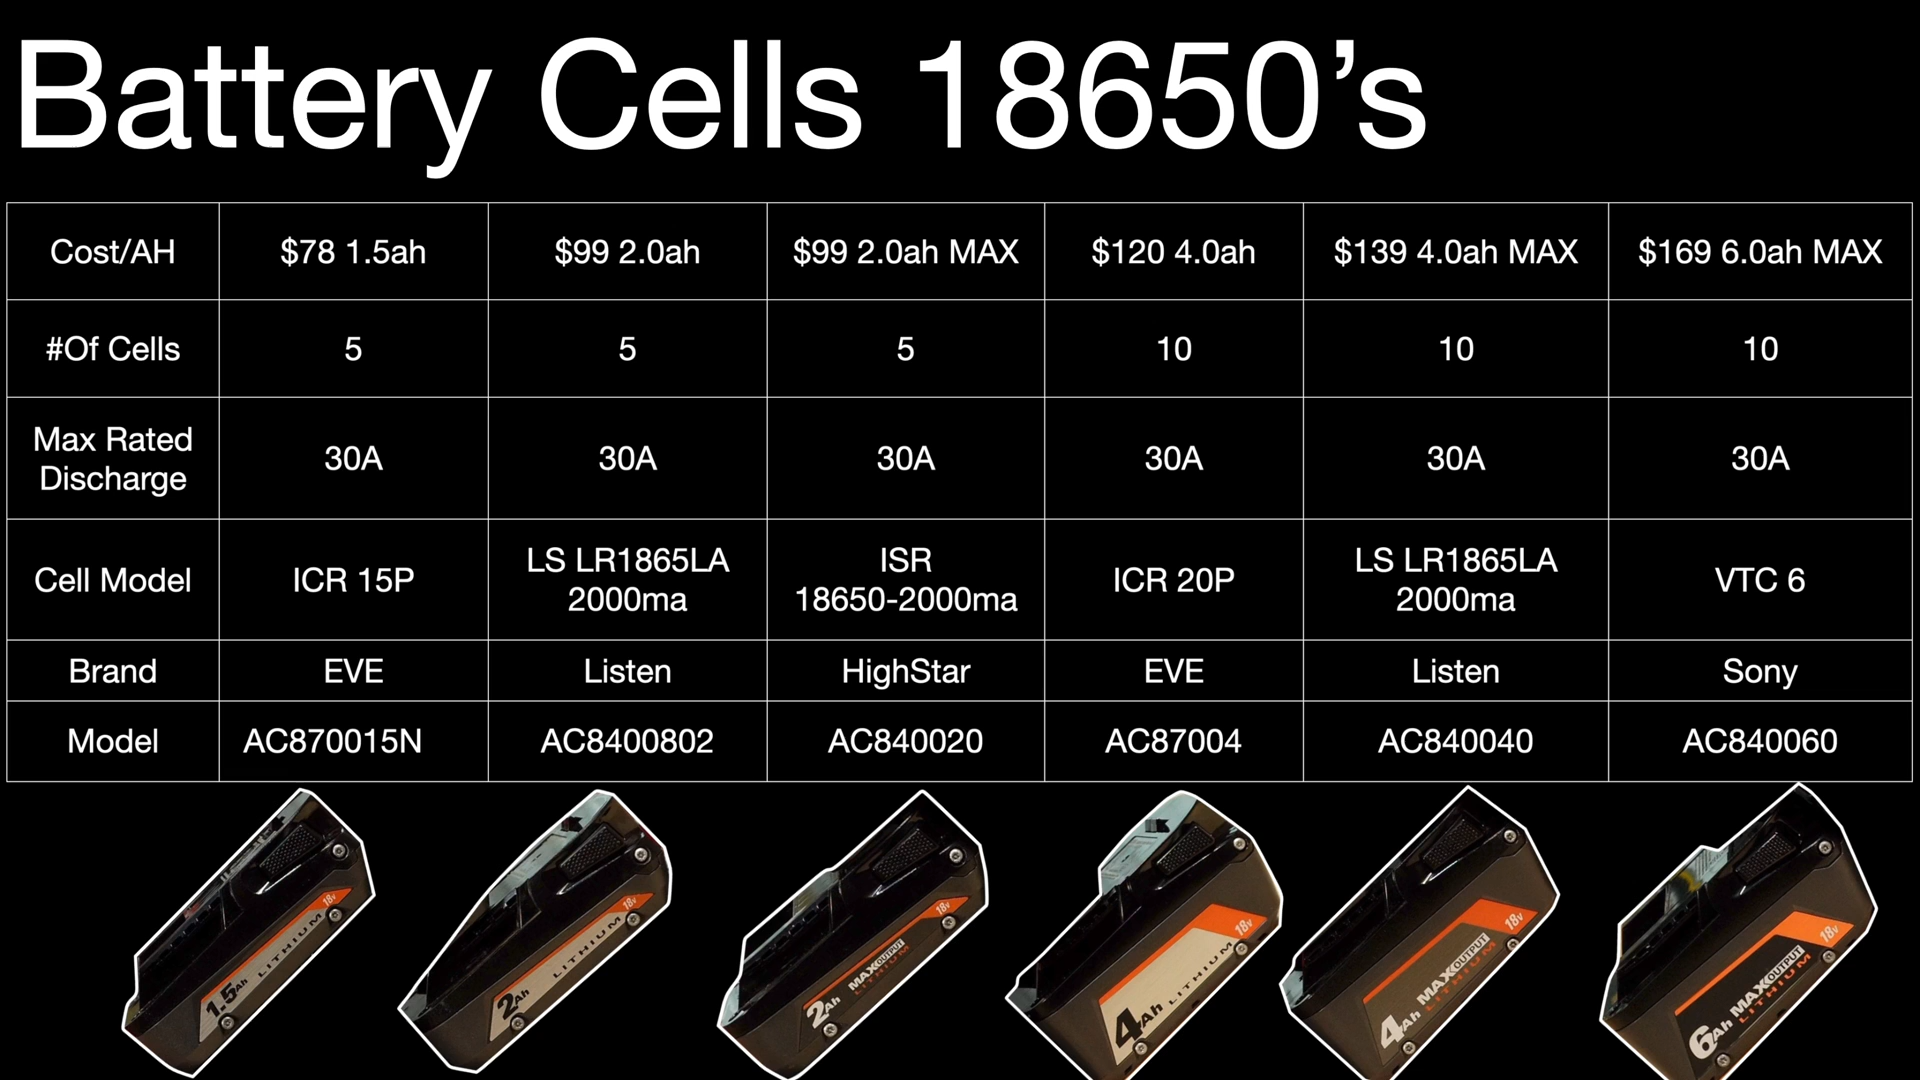 Battery Cells 18650’s
Cost/AH $78 1.5ah $99 2.0ah $99 2.0ah MAX $120 4.0ah $139 4.0ah MAX $169 6.0ah MAX
#Of Cells 5 5 5 10 10 10
Max Rated Discharge 30A 30A 30A 30A 30A 30A
Cell Model ICR 15P LS LR1865LA 2000ma ISR 18650-2000ma ICR 20P LS LR1865LA 2000ma VTC 6
Brand EVE Listen HighStar EVE Listen Sony
Model AC870015N AC8400802 AC840020 AC87004 AC840040 AC840060
1.5Ah LITHIUM 18v
2Ah LITHIUM 18v
2Ah MAX OUTPUT LITHIUM 18v
4Ah LITHIUM 18v
4Ah MAX OUTPUT LITHIUM 18v
6Ah MAX OUTPUT LITHIUM 18v